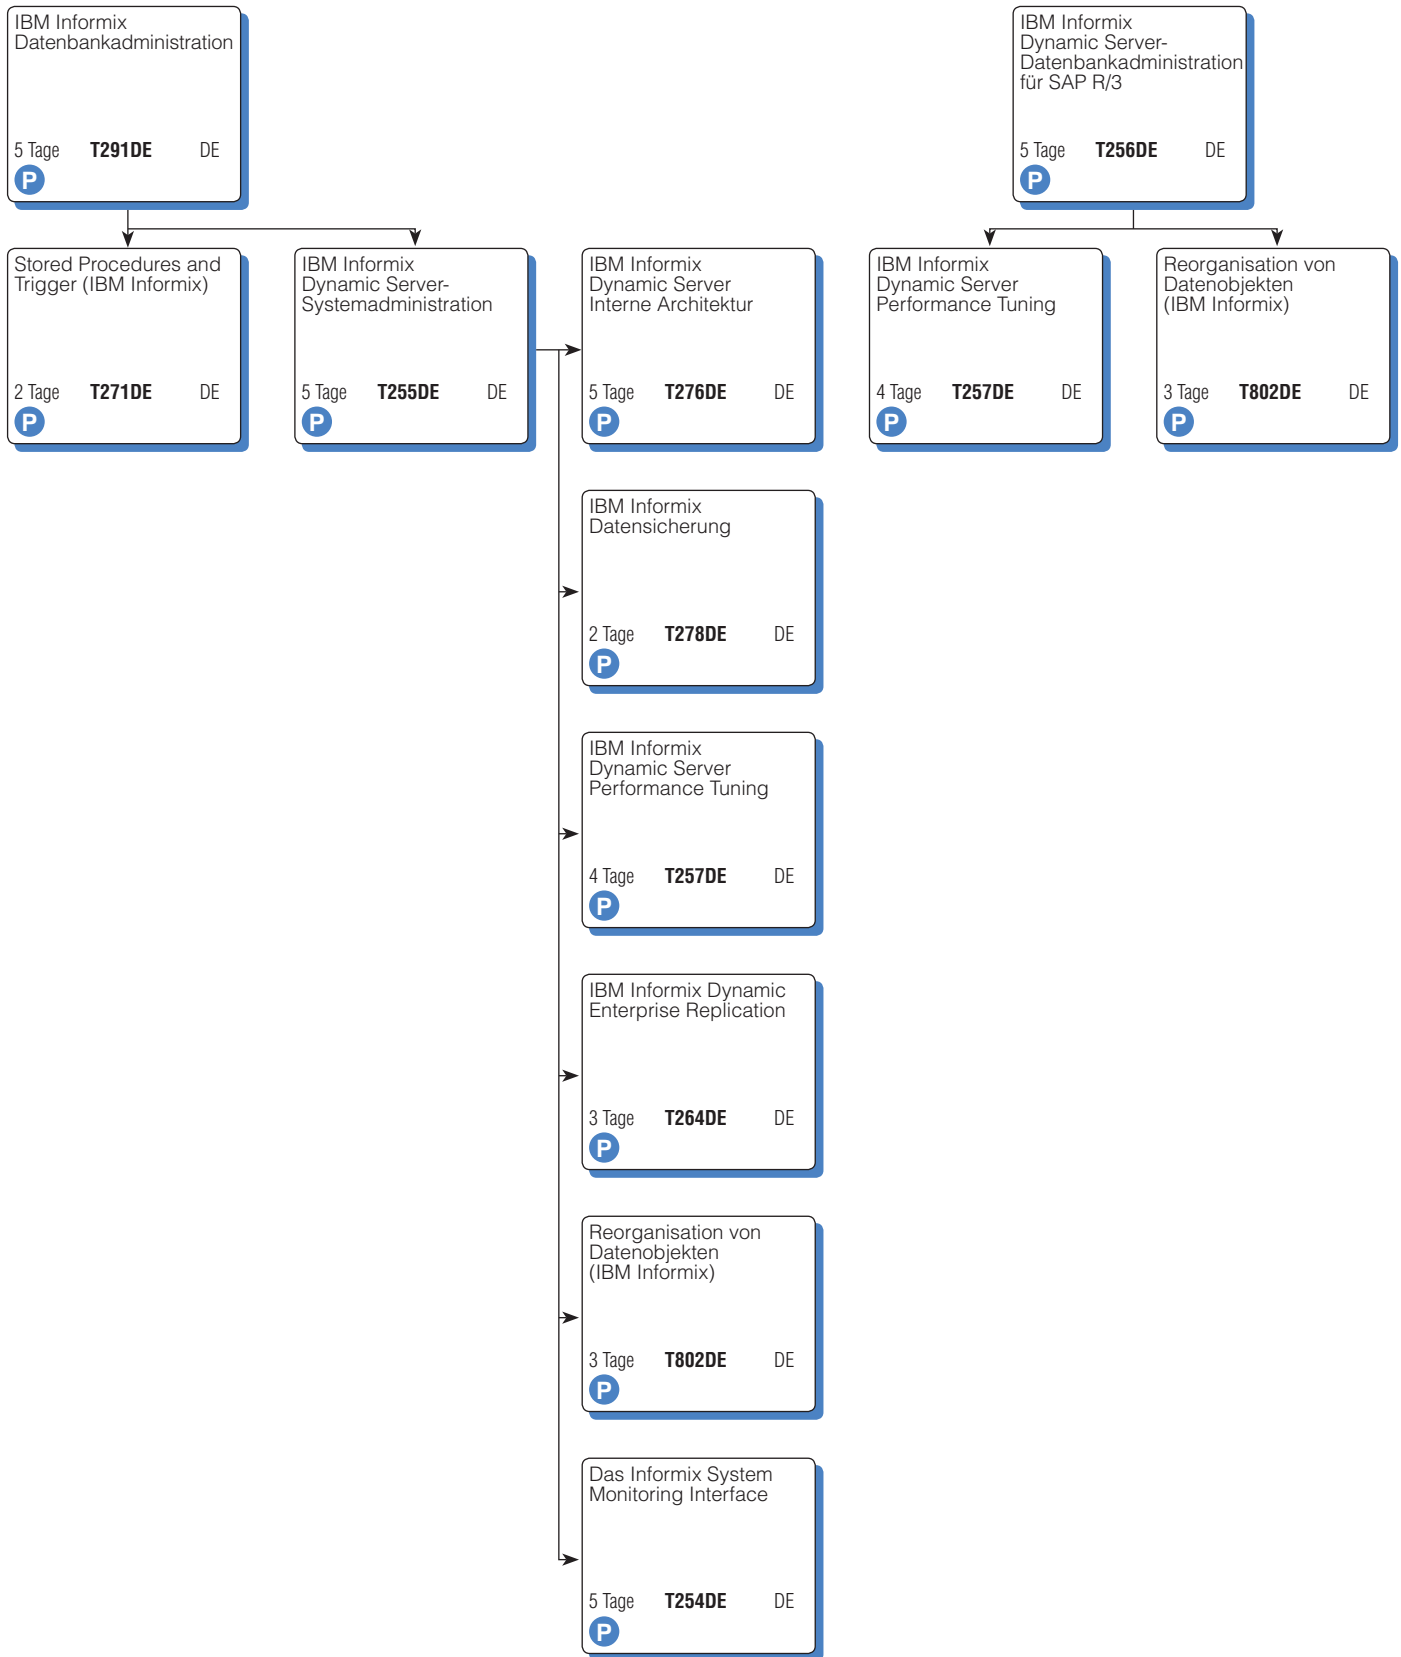 IBM Informix
Datenbankadministration
5 Tage T291DE DE
P
IBM Informix
Dynamic Server-
Datenbankadministration
für SAP R/3
5 Tage T256DE DE
P
Stored Procedures and
Trigger (IBM Informix)
2 Tage T271DE DE
P
IBM Informix
Dynamic Server-
Systemadministration
5 Tage T255DE DE
P
IBM Informix
Dynamic Server
Interne Architektur
5 Tage T276DE DE
P
IBM Informix
Dynamic Server
Performance Tuning
4 Tage T257DE DE
P
Reorganisation von
Datenobjekten
(IBM Informix)
3 Tage T802DE DE
P
IBM Informix
Datensicherung
2 Tage T278DE DE
P
IBM Informix
Dynamic Server
Performance Tuning
4 Tage T257DE DE
P
IBM Informix Dynamic
Enterprise Replication
3 Tage T264DE DE
P
Reorganisation von
Datenobjekten
(IBM Informix)
3 Tage T802DE DE
P
Das Informix System
Monitoring Interface
5 Tage T254DE DE
P